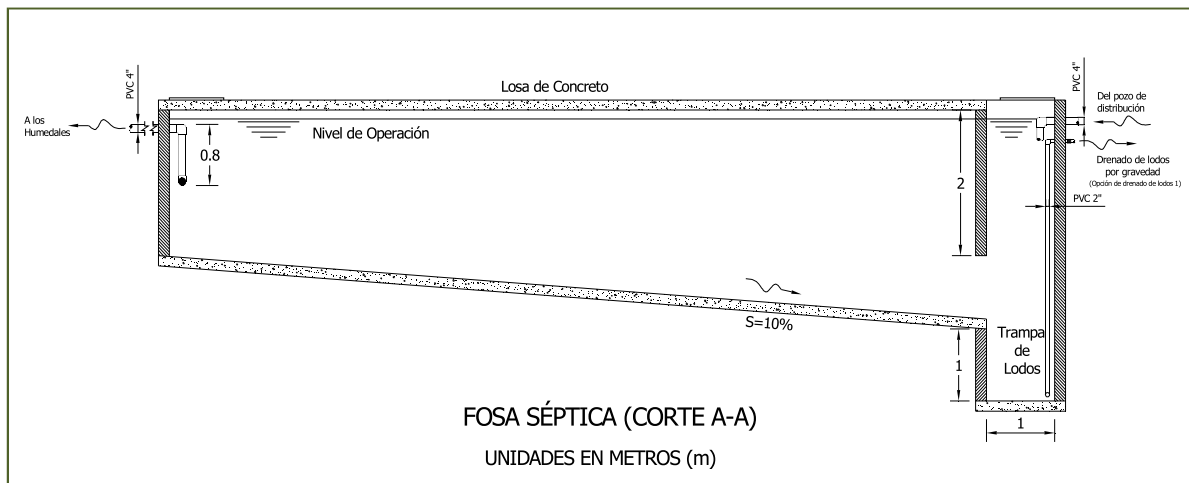 Losa de Concreto
PVC 4"
A los
Humedales
Nivel de Operación
0.8
2
PVC 4"
Del pozo de
distribución
Drenado de lodos
por gravedad
(Opción de drenado de lodos 1)
PVC 2"
S=10%
Trampa
de
Lodos
1
1
FOSA SÉPTICA (CORTE A-A)
UNIDADES EN METROS (m)